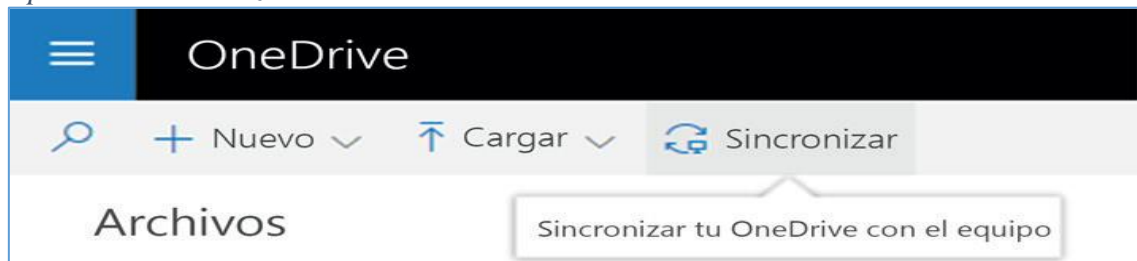 OneDrive
Nuevo Cargar Sincronizar
Archivos
Sincronizar tu OneDrive con el equipo